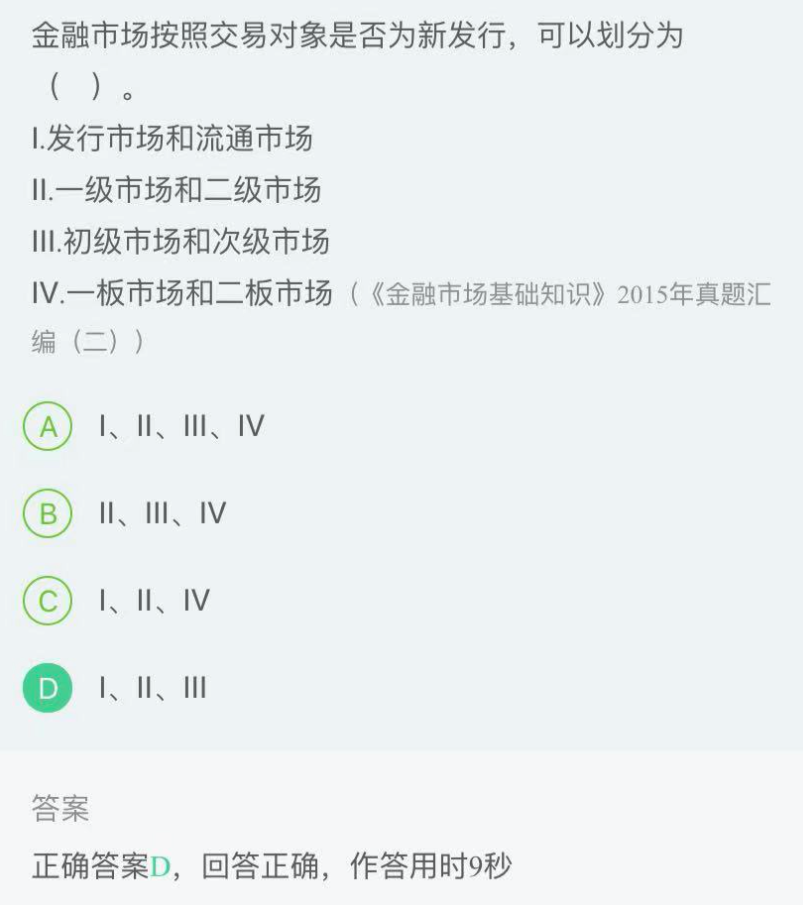 金融市场按照交易对象是否为新发行，可以划分为
（ ）。
I.发行市场和流通市场
II.一级市场和二级市场
III.初级市场和次级市场
IV.一板市场和二板市场（《金融市场基础知识》2015年真题汇
编（二））
A I、II、III、IV
B II、III、IV
C I、II、IV
D I、II、III
答案
正确答案D，回答正确，作答用时9秒